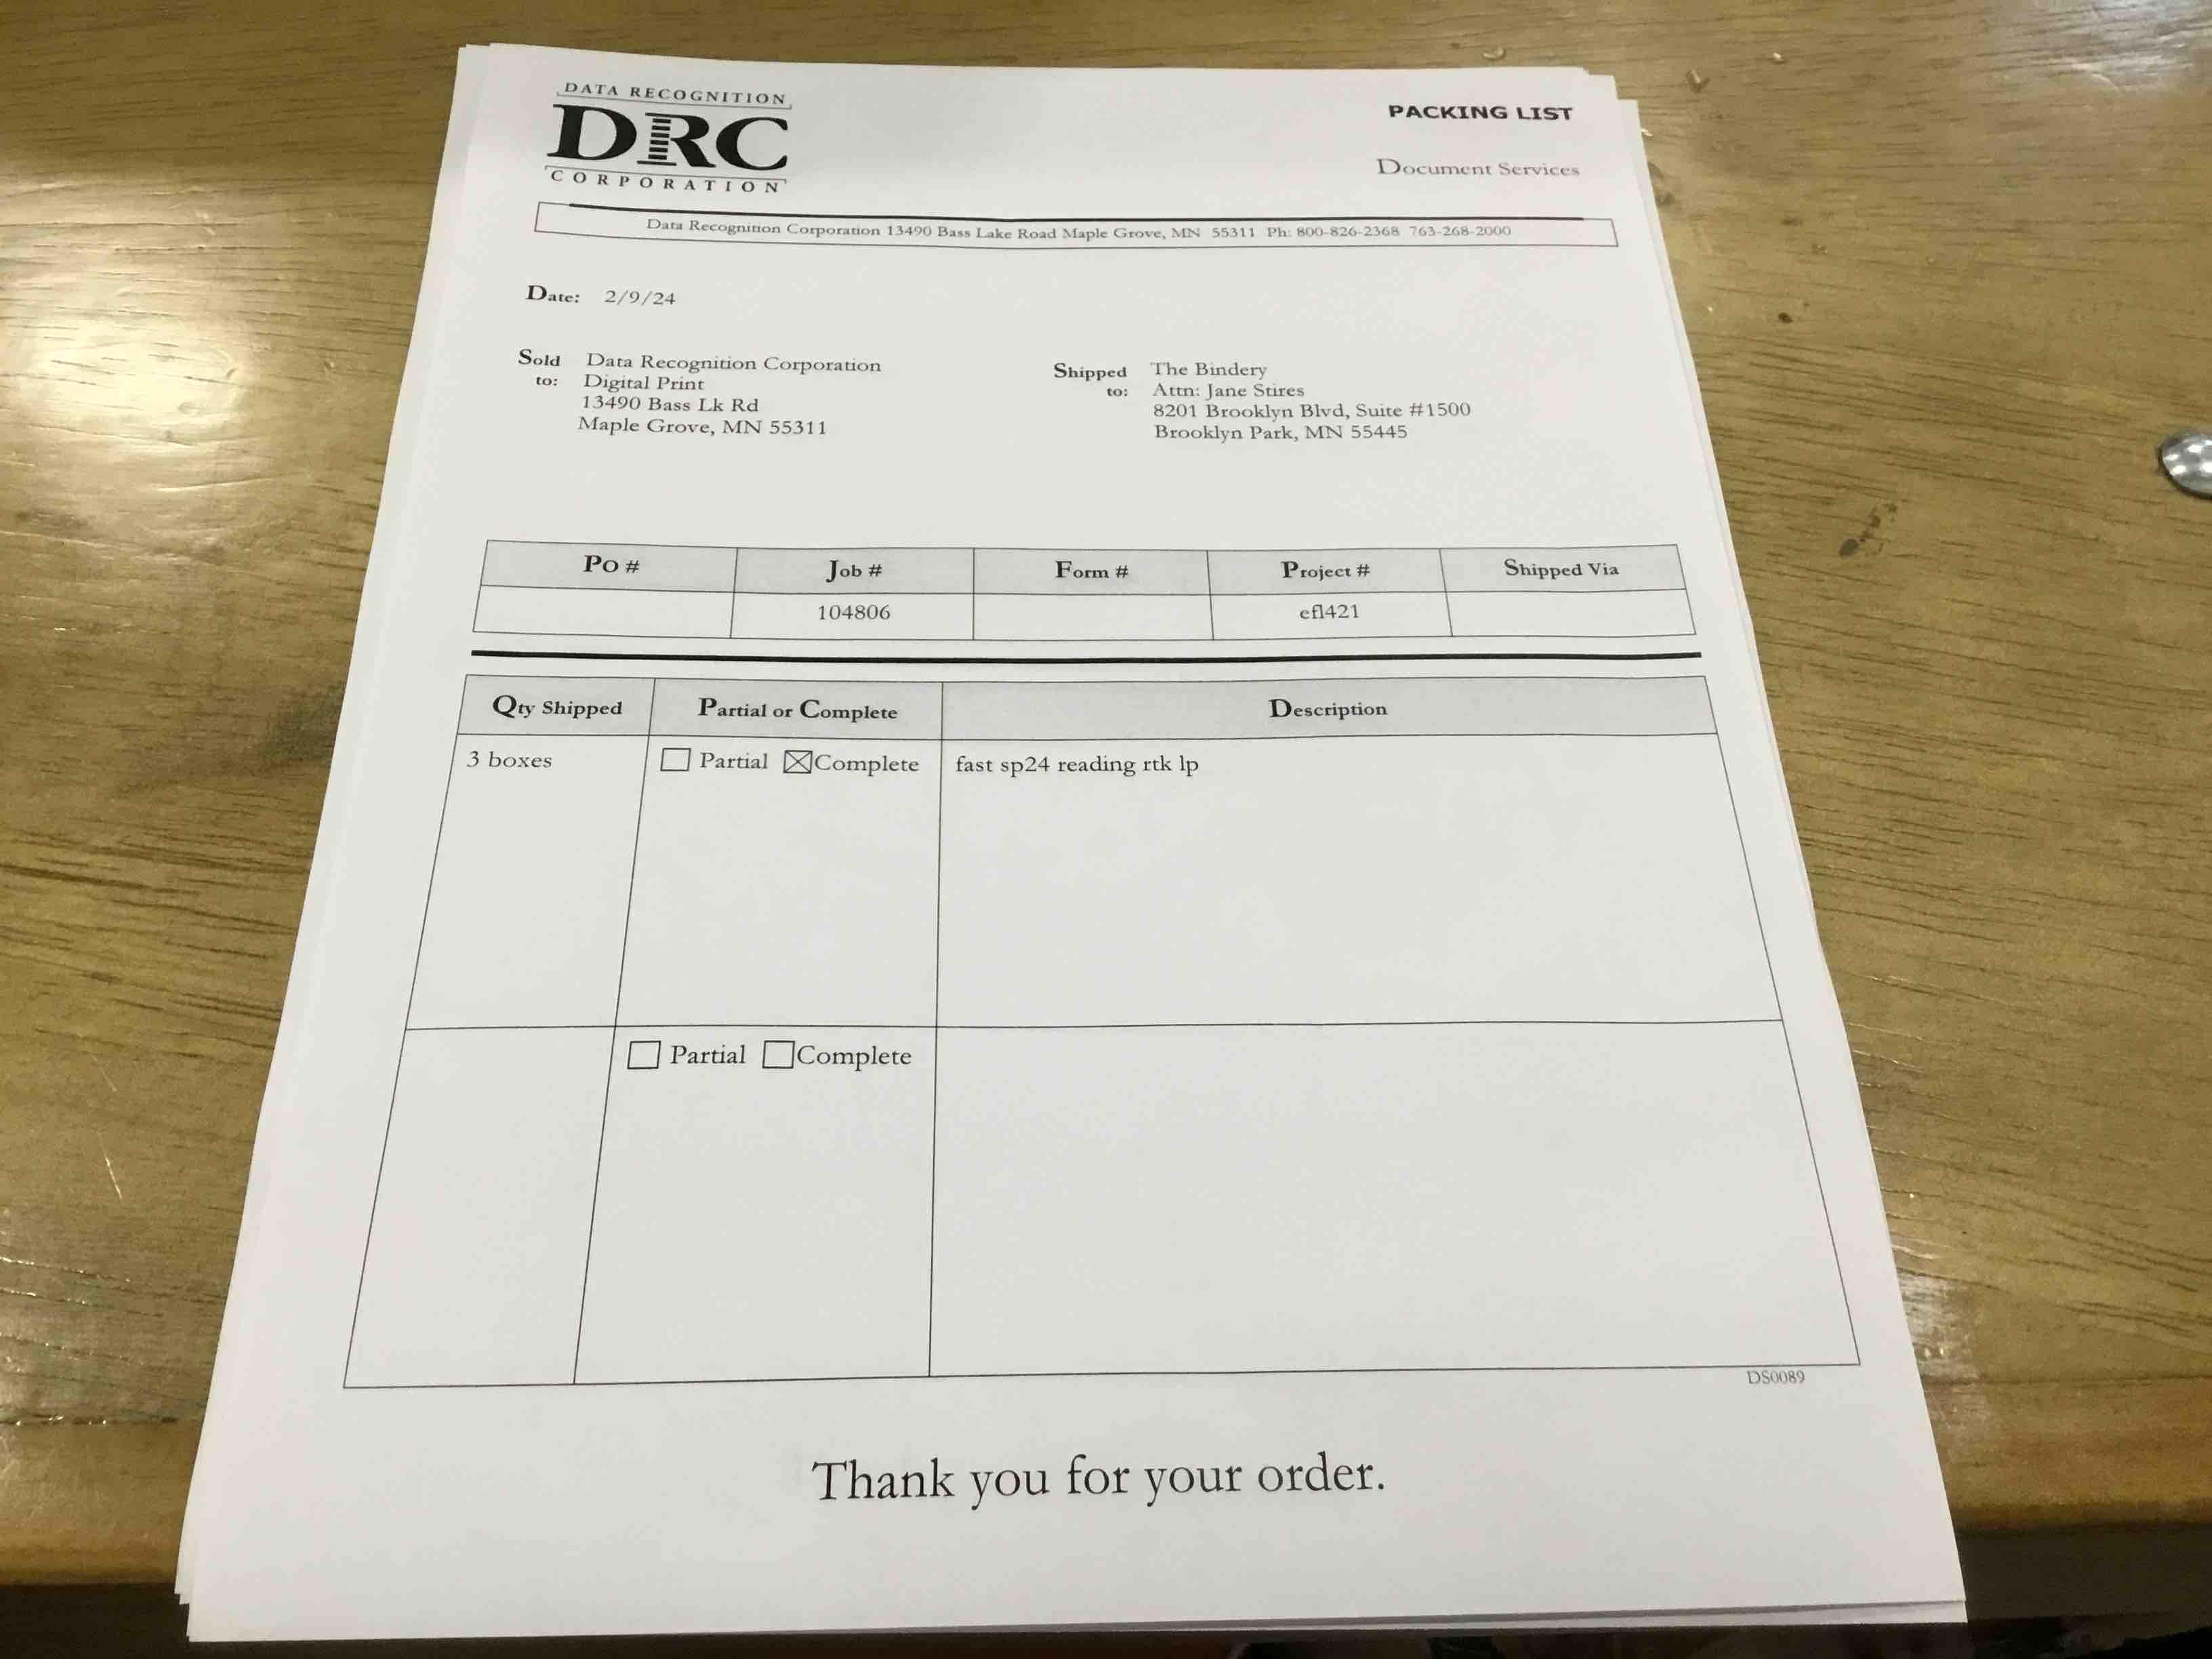 DATA RECOGNITION
DRC
CORPORATION
PACKING LIST
Document Services
Data Recognition Corporation 13490 Bass Lake Road Maple Grove, MN 55311 Ph: 800-826-2368 763-268-2000
Date: 2/9/24
Sold to: Data Recognition Corporation
Digital Print
13490 Bass Lk Rd
Maple Grove, MN 55311
Shipped to: The Bindery
Attn: Jane Stires
8201 Brooklyn Blvd, Suite #1500
Brooklyn Park, MN 55445
PO # Job # Form # Project # Shipped Via
104806 efl421
Qty Shipped Partial or Complete Description
3 boxes Partial Complete fast sp24 reading rtk lp
Partial Complete
DS0089
Thank you for your order.